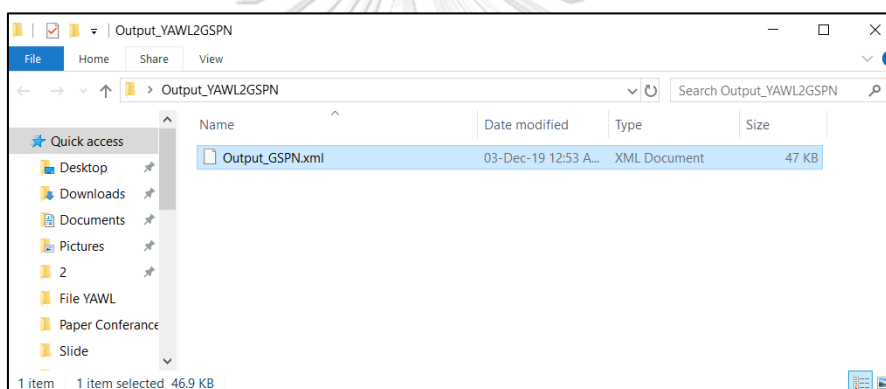 Output_YAWL2GSPN
File Home Share View
Output_YAWL2GSPN Search Output_YAWL2GSPN
Name Date modified Type Size
Quick access
Output_GSPN.xml 03-Dec-19 12:53 A... XML Document 47 KB
Desktop
Downloads
Documents
Pictures
2
File YAWL
Paper Conferance
Slide
1 item 1 item selected 46.9 KB